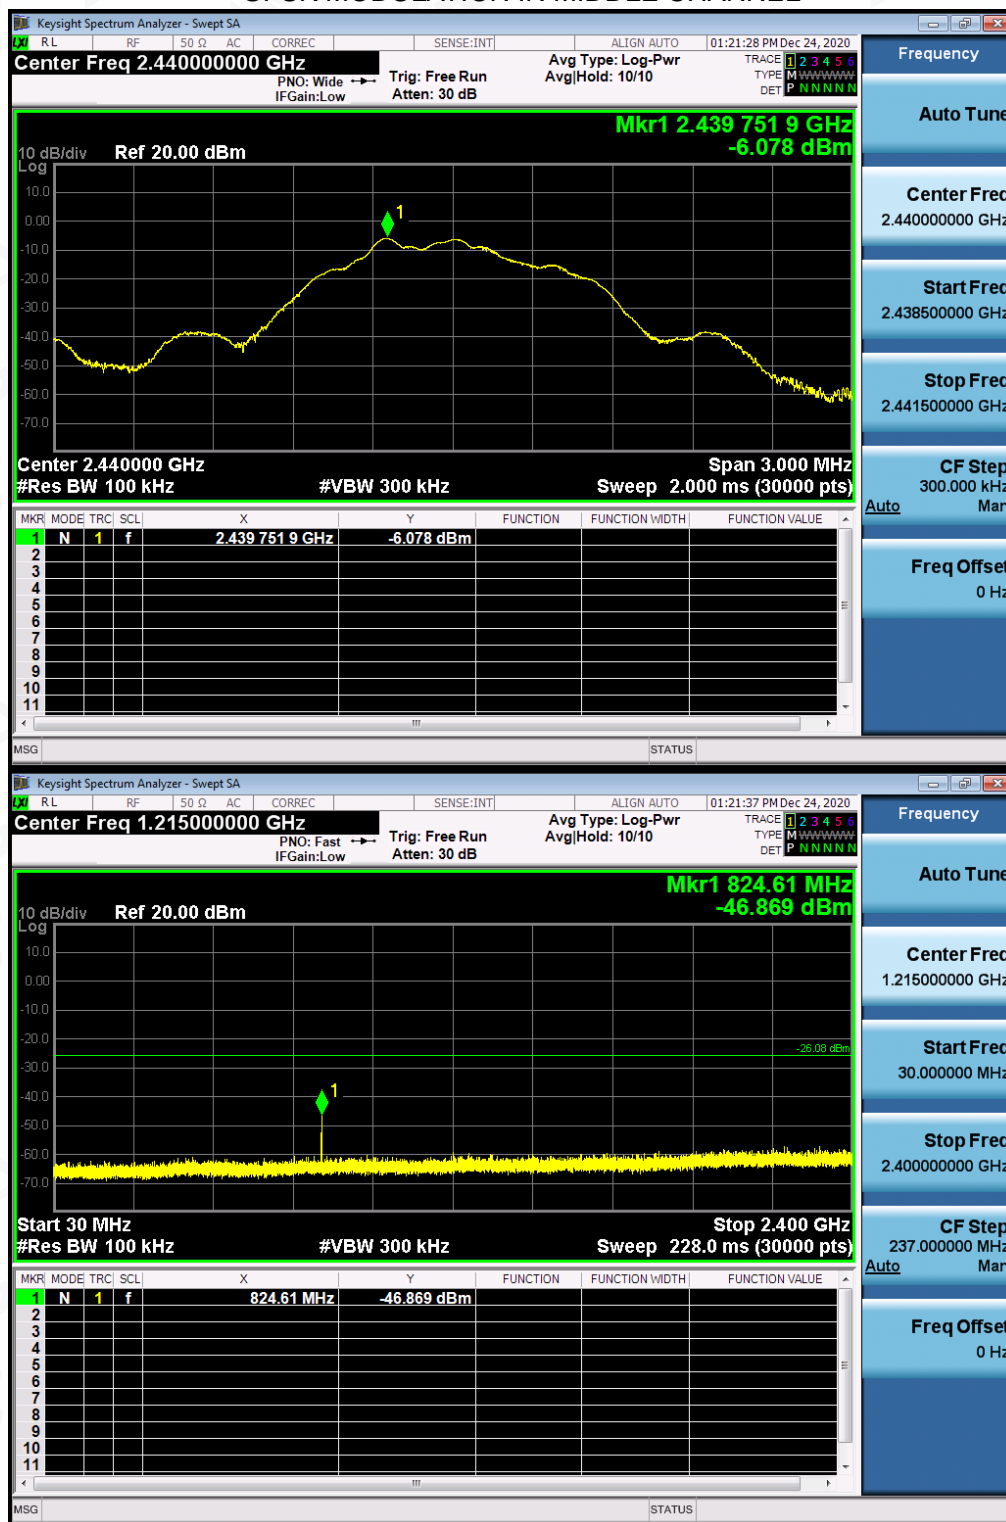 Keysight Spectrum Analyzer - Swept SA
LXI RL RF 50 Ω AC CORREC SENSE:INT ALIGN AUTO 01:21:28 PM Dec 24, 2020
Center Freq 2.440000000 GHz
PNO: Wide
IFGain:Low
Trig: Free Run
Atten: 30 dB
Avg Type: Log-Pwr
Avg|Hold: 10/10
TRACE 1 2 3 4 5 6
TYPE M WWWWW
DET P N N N N N
Mkr1 2.439 751 9 GHz
-6.078 dBm
10 dB/div Ref 20.00 dBm
Log
10.0
0.00
-10.0
-20.0
-30.0
-40.0
-50.0
-60.0
-70.0
1
Center 2.440000 GHz Span 3.000 MHz
#Res BW 100 kHz #VBW 300 kHz Sweep 2.000 ms (30000 pts)
MKR MODE TRC SCL X Y FUNCTION FUNCTION WIDTH FUNCTION VALUE
1 N 1 f 2.439 751 9 GHz -6.078 dBm
2
3
4
5
6
7
8
9
10
11
MSG STATUS
Frequency
Auto Tune
Center Freq
2.440000000 GHz
Start Freq
2.438500000 GHz
Stop Freq
2.441500000 GHz
CF Step
300.000 kHz
Auto Man
Freq Offset
0 Hz
Keysight Spectrum Analyzer - Swept SA
LXI RL RF 50 Ω AC CORREC SENSE:INT ALIGN AUTO 01:21:37 PM Dec 24, 2020
Center Freq 1.215000000 GHz
PNO: Fast
IFGain:Low
Trig: Free Run
Atten: 30 dB
Avg Type: Log-Pwr
Avg|Hold: 10/10
TRACE 1 2 3 4 5 6
TYPE M WWWWW
DET P N N N N N
Mkr1 824.61 MHz
-46.869 dBm
10 dB/div Ref 20.00 dBm
Log
10.0
0.00
-10.0
-20.0
-30.0
-40.0
-50.0
-60.0
-70.0
-26.08 dBm
1
Start 30 MHz Stop 2.400 GHz
#Res BW 100 kHz #VBW 300 kHz Sweep 228.0 ms (30000 pts)
MKR MODE TRC SCL X Y FUNCTION FUNCTION WIDTH FUNCTION VALUE
1 N 1 f 824.61 MHz -46.869 dBm
2
3
4
5
6
7
8
9
10
11
MSG STATUS
Frequency
Auto Tune
Center Freq
1.215000000 GHz
Start Freq
30.000000 MHz
Stop Freq
2.400000000 GHz
CF Step
237.000000 MHz
Auto Man
Freq Offset
0 Hz